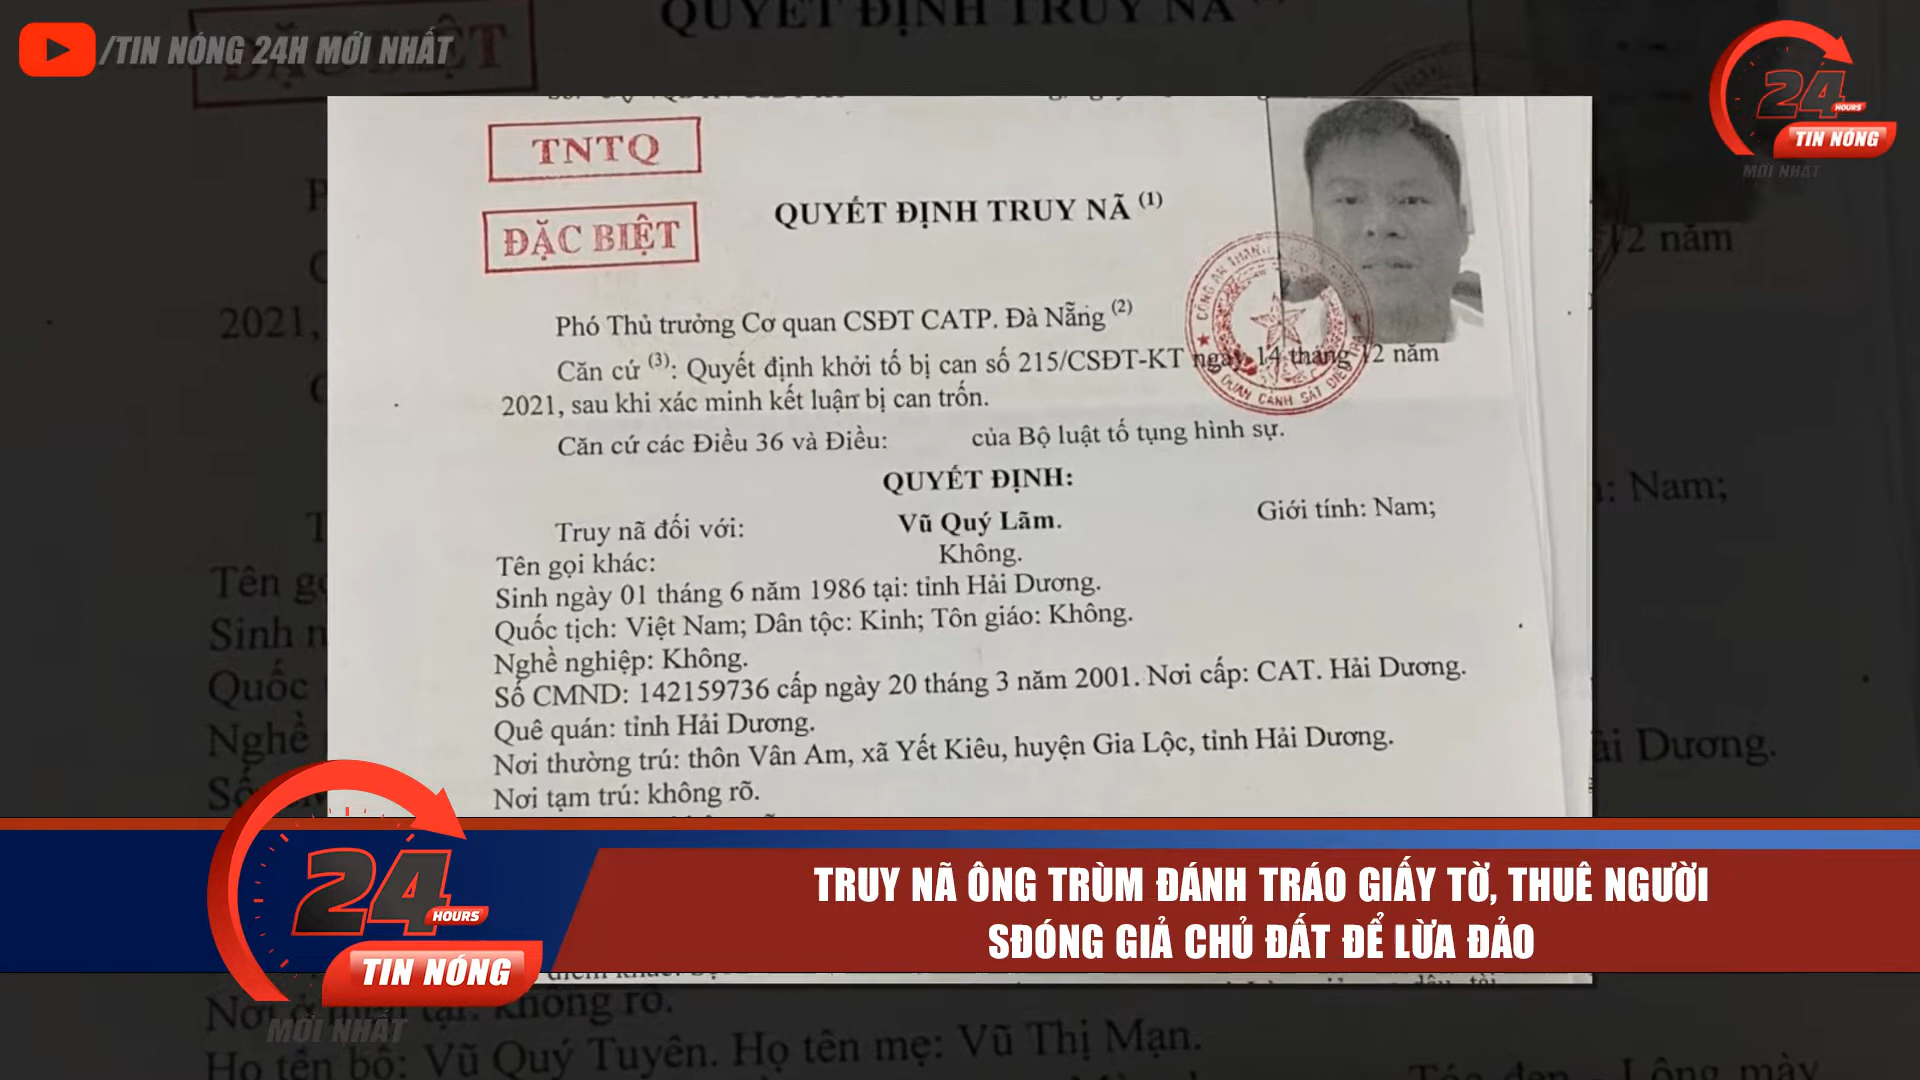 /TIN NÓNG 24H MỚI NHẤT
24 HOURS
TIN NÓNG
MỚI NHẤT
TNTQ
ĐẶC BIỆT
QUYẾT ĐỊNH TRUY NÃ (1)
Phó Thủ trưởng Cơ quan CSĐT CATP. Đà Nẵng (2)
Căn cứ (3): Quyết định khởi tố bị can số 215/CSĐT-KT ngày 14 tháng 12 năm
2021, sau khi xác minh kết luận bị can trốn.
Căn cứ các Điều 36 và Điều: của Bộ luật tố tụng hình sự.
QUYẾT ĐỊNH:
Truy nã đối với: Vũ Quý Lãm. Giới tính: Nam;
Tên gọi khác: Không.
Sinh ngày 01 tháng 6 năm 1986 tại: tỉnh Hải Dương.
Quốc tịch: Việt Nam; Dân tộc: Kinh; Tôn giáo: Không.
Nghề nghiệp: Không.
Số CMND: 142159736 cấp ngày 20 tháng 3 năm 2001. Nơi cấp: CAT. Hải Dương.
Quê quán: tỉnh Hải Dương.
Nơi thường trú: thôn Vân Am, xã Yết Kiêu, huyện Gia Lộc, tỉnh Hải Dương.
Nơi tạm trú: không rõ.
24 HOURS
TIN NÓNG
MỚI NHẤT
TRUY NÃ ÔNG TRÙM ĐÁNH TRÁO GIẤY TỜ, THUÊ NGƯỜI
SĐÓNG GIẢ CHỦ ĐẤT ĐỂ LỪA ĐẢO
Họ tên bố: Vũ Quý Tuyên. Họ tên mẹ: Vũ Thị Mạn.